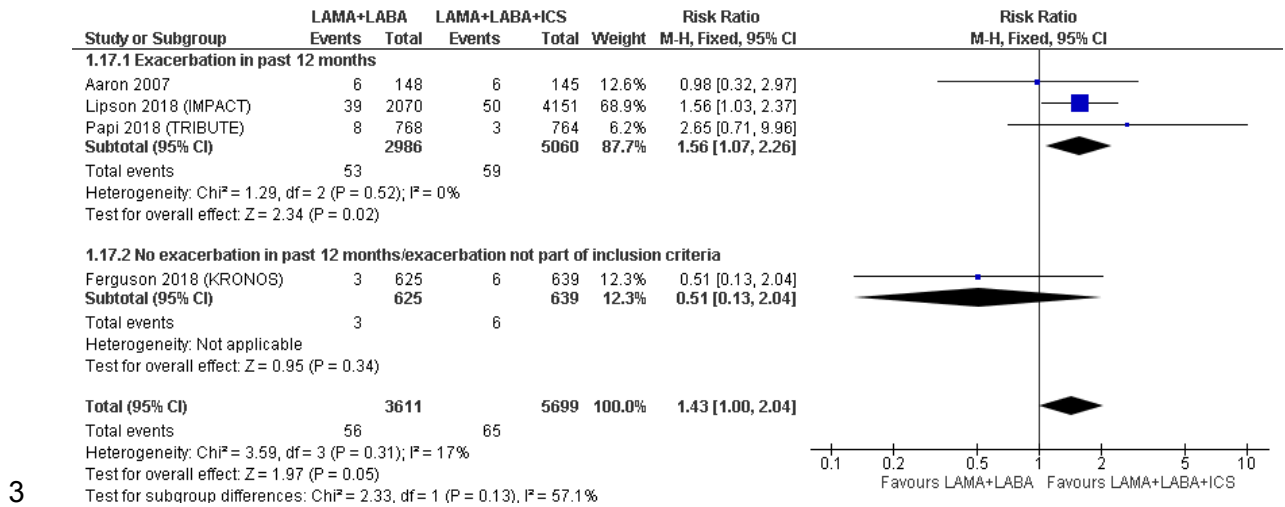 LAMA+LABA LAMA+LABA+ICS Risk Ratio Risk Ratio
Study or Subgroup Events Total Events Total Weight M-H, Fixed, 95% CI M-H, Fixed, 95% CI
1.17.1 Exacerbation in past 12 months
Aaron 2007 6 148 6 145 12.6% 0.98 [0.32, 2.97]
Lipson 2018 (IMPACT) 39 2070 50 4151 68.9% 1.56 [1.03, 2.37]
Papi 2018 (TRIBUTE) 8 768 3 764 6.2% 2.65 [0.71, 9.96]
Subtotal (95% CI) 2986 5060 87.7% 1.56 [1.07, 2.26]
Total events 53 59
Heterogeneity: Chi² = 1.29, df = 2 (P = 0.52); I² = 0%
Test for overall effect: Z = 2.34 (P = 0.02)
1.17.2 No exacerbation in past 12 months/exacerbation not part of inclusion criteria
Ferguson 2018 (KRONOS) 3 625 6 639 12.3% 0.51 [0.13, 2.04]
Subtotal (95% CI) 625 639 12.3% 0.51 [0.13, 2.04]
Total events 3 6
Heterogeneity: Not applicable
Test for overall effect: Z = 0.95 (P = 0.34)
Total (95% CI) 3611 5699 100.0% 1.43 [1.00, 2.04]
Total events 56 65
Heterogeneity: Chi² = 3.59, df = 3 (P = 0.31); I² = 17%
Test for overall effect: Z = 1.97 (P = 0.05)
Test for subgroup differences: Chi² = 2.33, df = 1 (P = 0.13), I² = 57.1%
0.1 0.2 0.5 1 2 5 10
Favours LAMA+LABA Favours LAMA+LABA+ICS
3